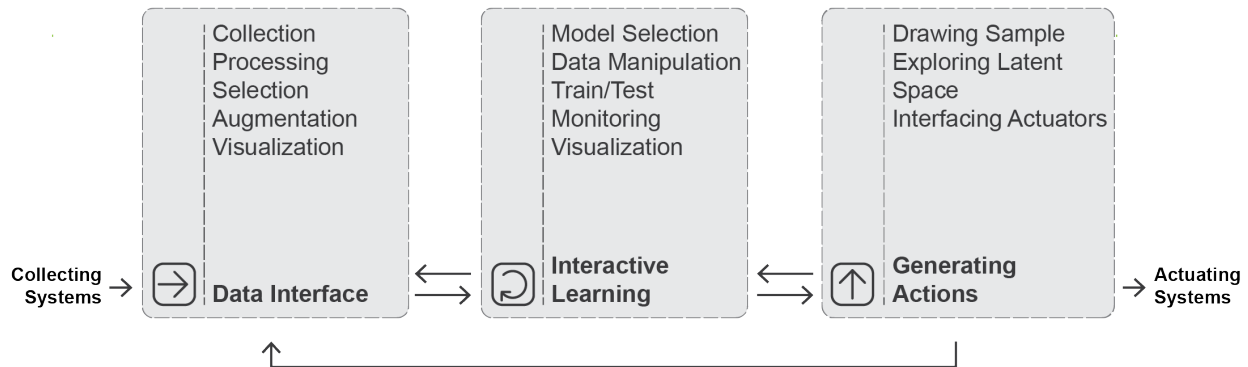 Collecting
Systems
Collection
Processing
Selection
Augmentation
Visualization
Data Interface
Model Selection
Data Manipulation
Train/Test
Monitoring
Visualization
Interactive
Learning
Drawing Sample
Exploring Latent
Space
Interfacing Actuators
Generating
Actions
Actuating
Systems